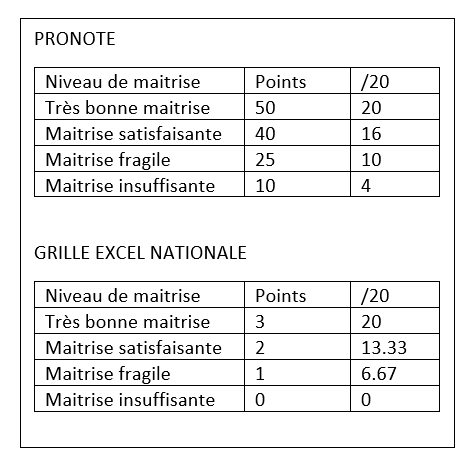 PRONOTE
Niveau de maitrise Points /20
Très bonne maitrise 50 20
Maitrise satisfaisante 40 16
Maitrise fragile 25 10
Maitrise insuffisante 10 4
GRILLE EXCEL NATIONALE
Niveau de maitrise Points /20
Très bonne maitrise 3 20
Maitrise satisfaisante 2 13.33
Maitrise fragile 1 6.67
Maitrise insuffisante 0 0